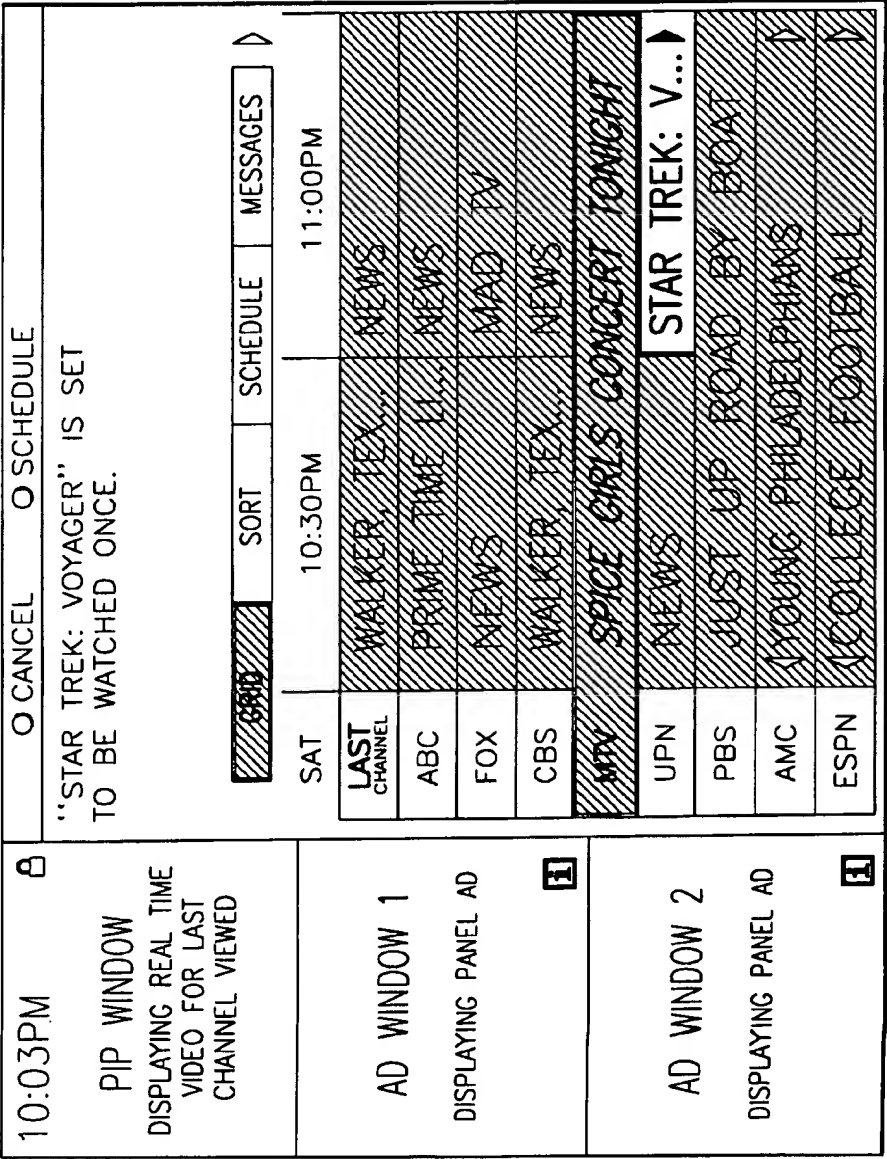 10:03PM
PIP WINDOW
DISPLAYING REAL TIME
VIDEO FOR LAST
CHANNEL VIEWED
AD WINDOW 1
DISPLAYING PANEL AD
i
AD WINDOW 2
DISPLAYING PANEL AD
i
O CANCEL O SCHEDULE
"STAR TREK: VOYAGER" IS SET
TO BE WATCHED ONCE.
GRID SORT SCHEDULE MESSAGES
SAT 10:30PM 11:00PM
LAST CHANNEL WALKER, TEX... NEWS
ABC PRIME TIME LI... NEWS
FOX NEWS MAD TV
CBS WALKER, TEX... NEWS
MTV SPICE GIRLS CONCERT TONIGHT
UPN NEWS STAR TREK: V...
PBS JUST UP ROAD BY BOAT
AMC YOUNG PHILADELPHIANS
ESPN COLLEGE FOOTBALL